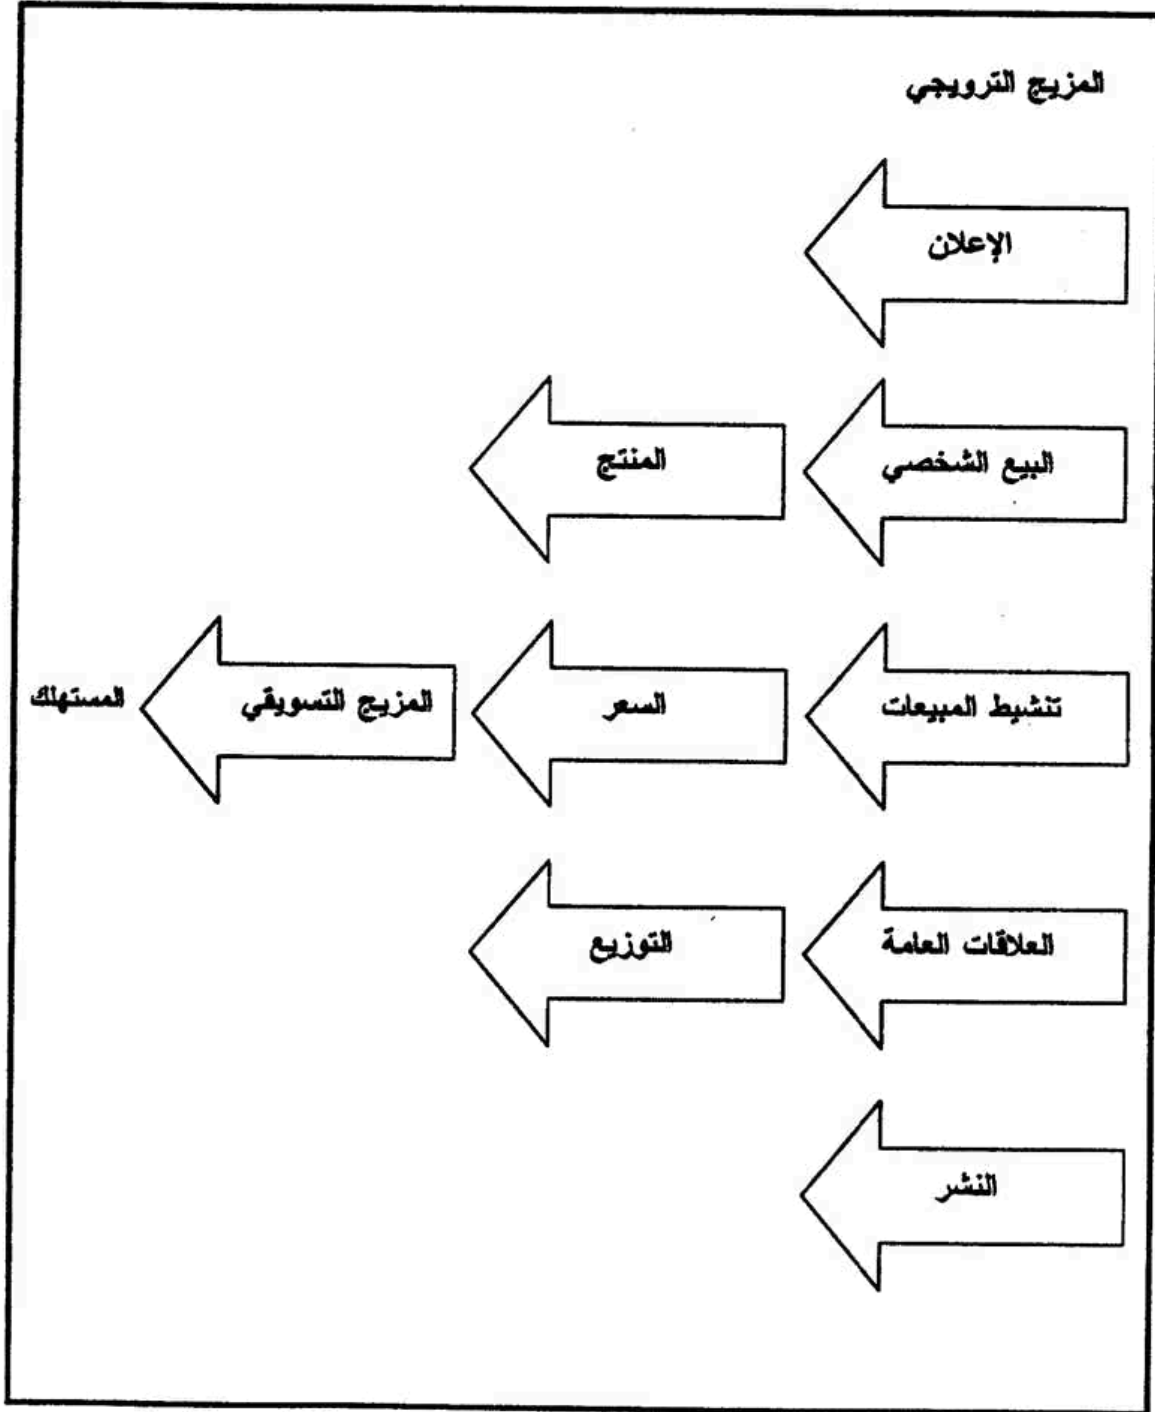 المزيج الترويجي
الإعلان
البيع الشخصي
المنتج
تنشيط المبيعات
السعر
المزيج التسويقي
المستهلك
العلاقات العامة
التوزيع
النشر